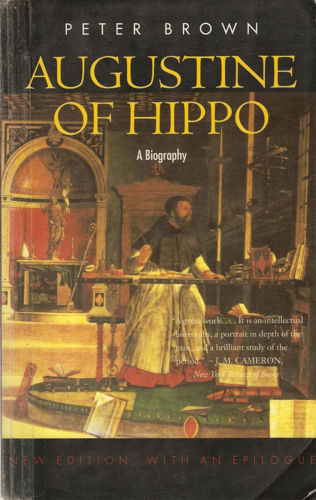 PETER BROWN
AUGUSTINE
OF HIPPO
A Biography
"A great work. . . . It is an intellectual
biography, a portrait in depth of the
man, and a brilliant study of the
period." – J. M. CAMERON,
New York Review of Books
NEW EDITION, WITH AN EPILOGUE